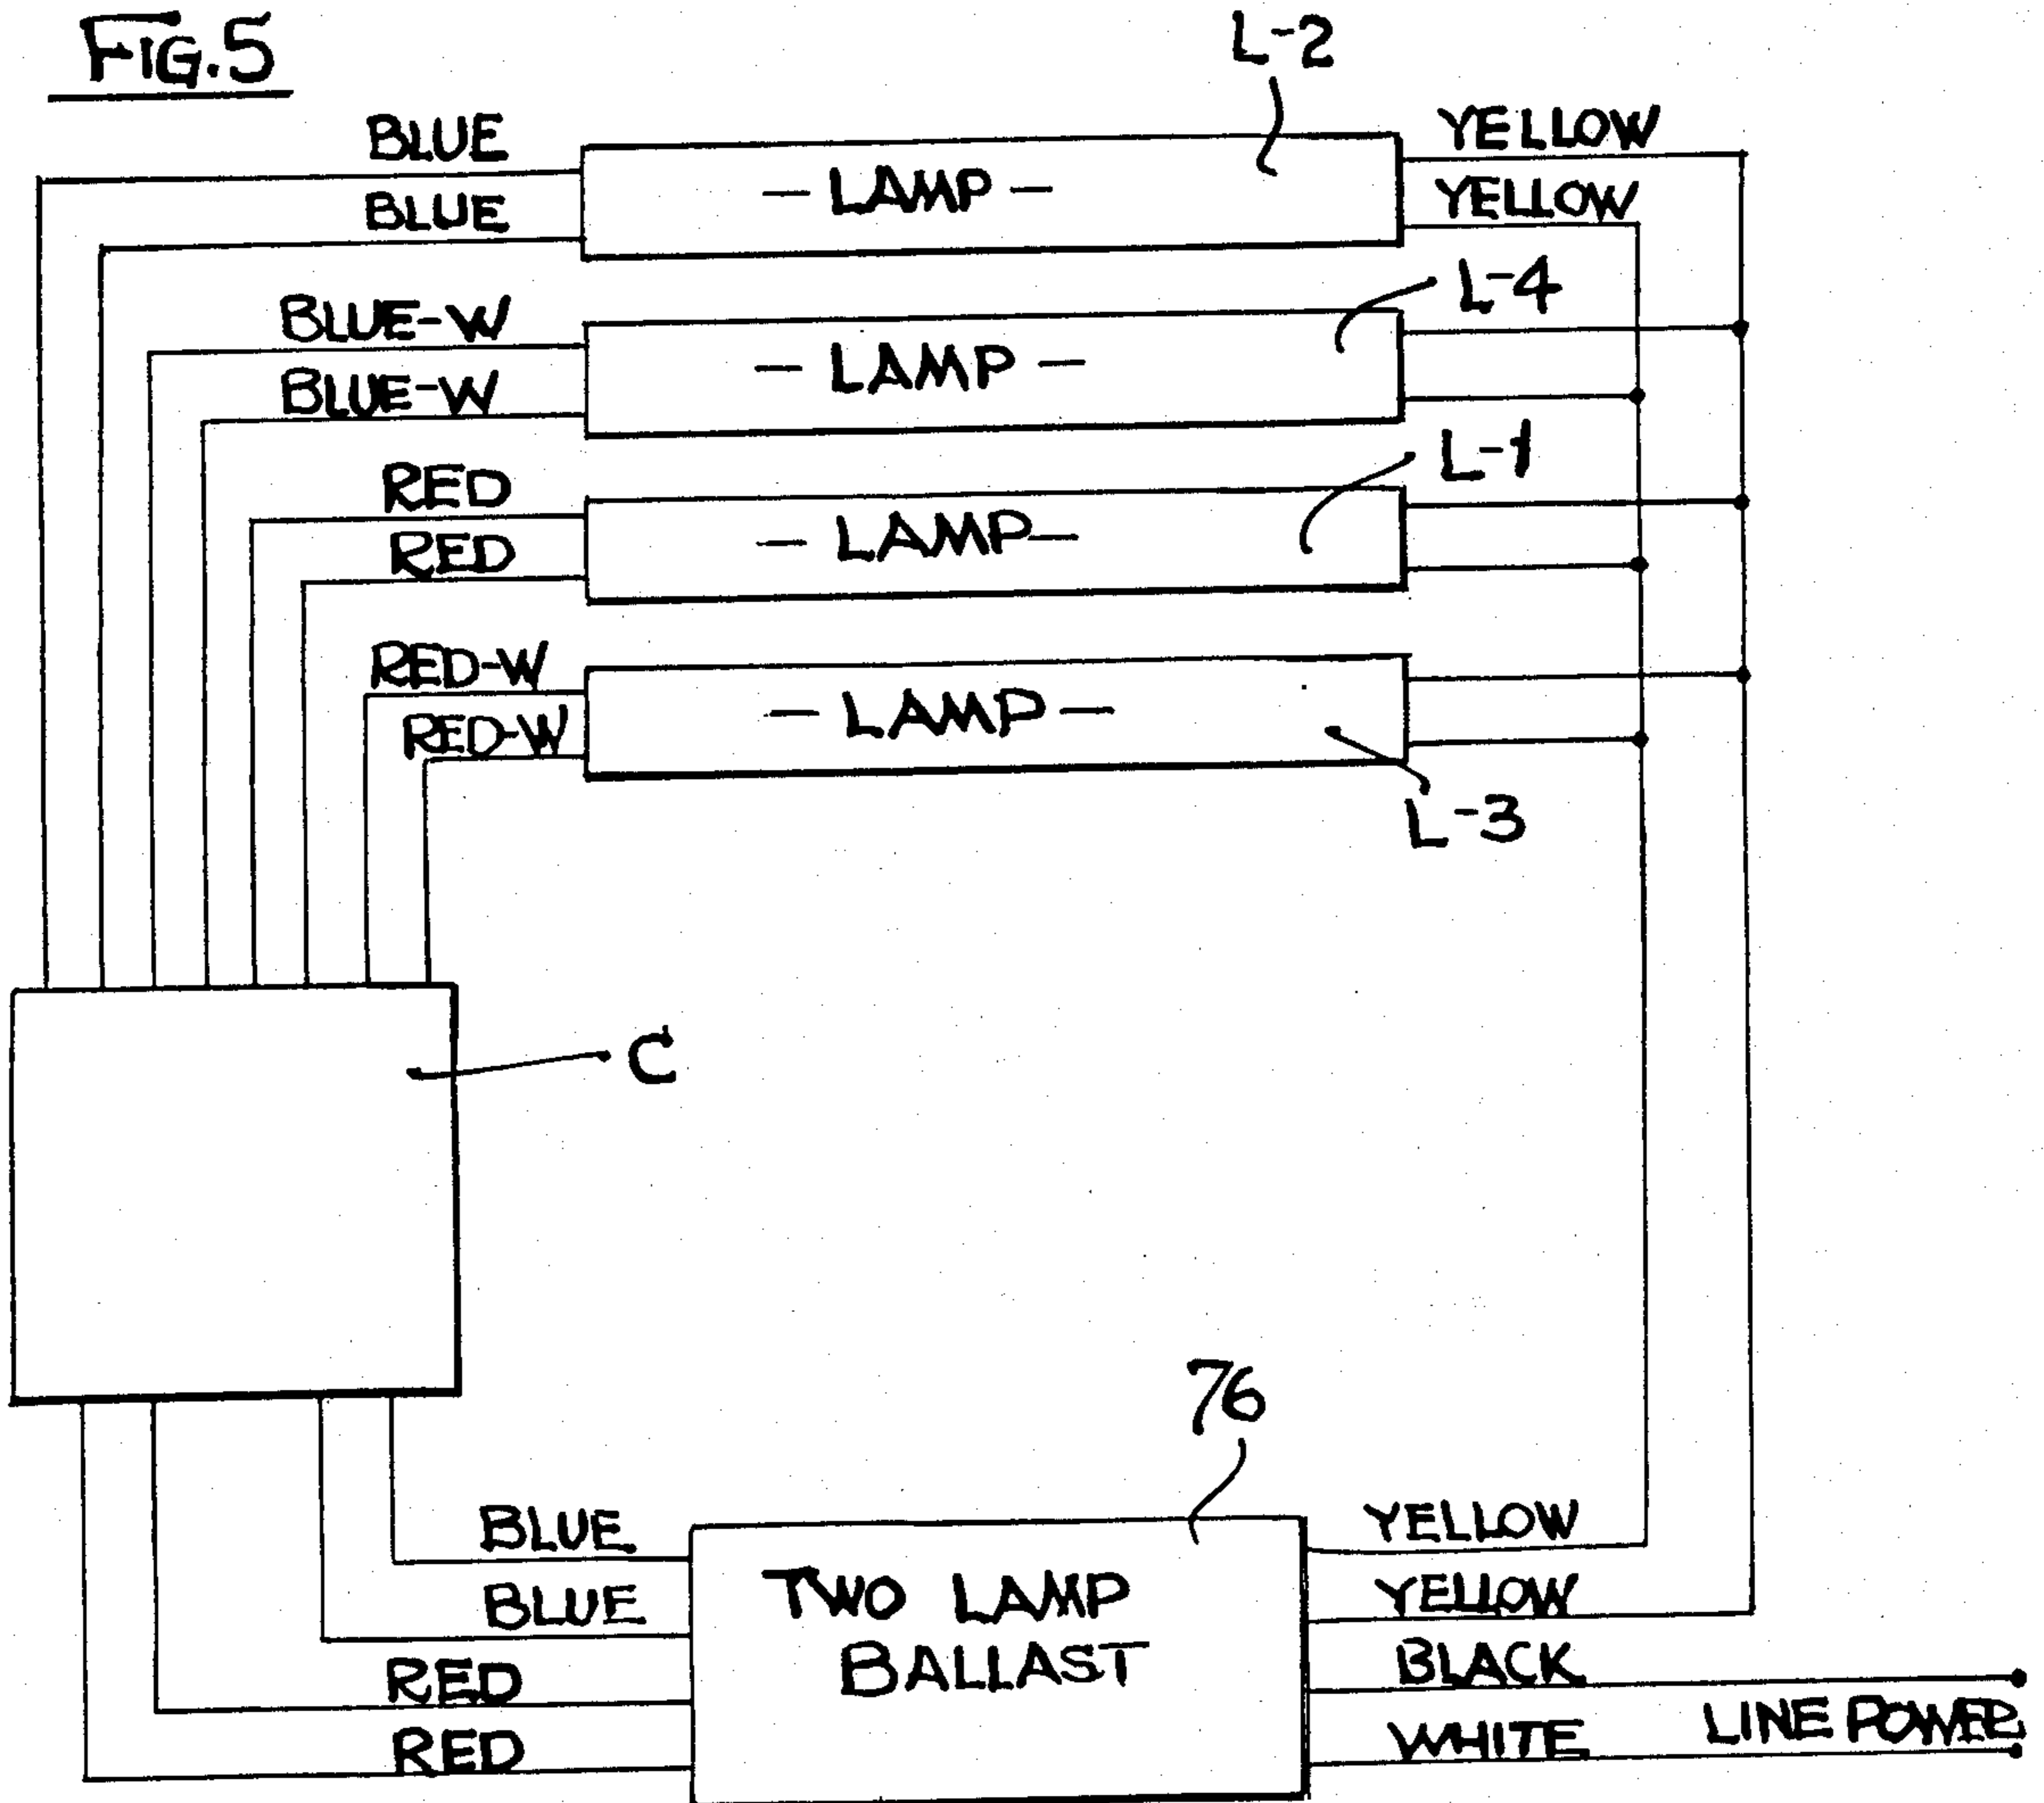 FIG. 5
L-2
BLUE
YELLOW
- LAMP -
BLUE
YELLOW
L-4
BLUE-W
- LAMP -
BLUE-W
L-1
RED
- LAMP -
RED
RED-W
- LAMP -
RED-W
L-3
C
76
BLUE
YELLOW
TWO LAMP
BLUE
YELLOW
BALLAST
BLACK
RED
LINE POWER
RED
WHITE